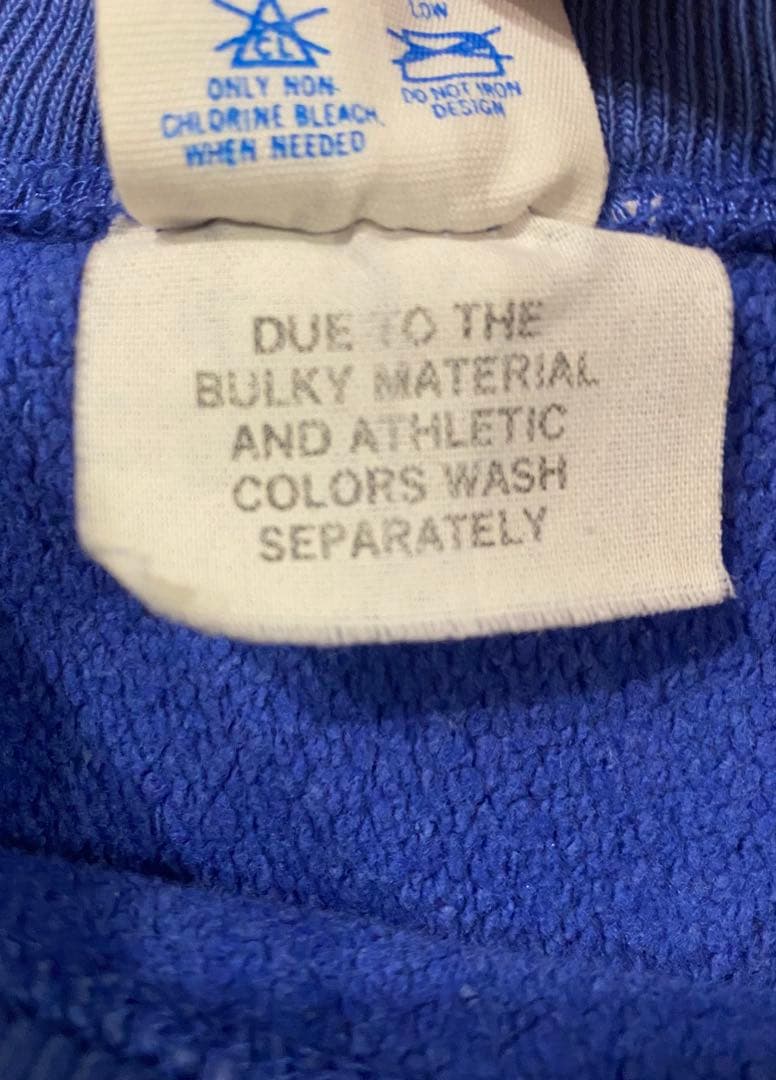 CL
LOW
ONLY NON-
CHLORINE BLEACH,
WHEN NEEDED
DO NOT IRON
DESIGN
DUE TO THE
BULKY MATERIAL
AND ATHLETIC
COLORS WASH
SEPARATELY